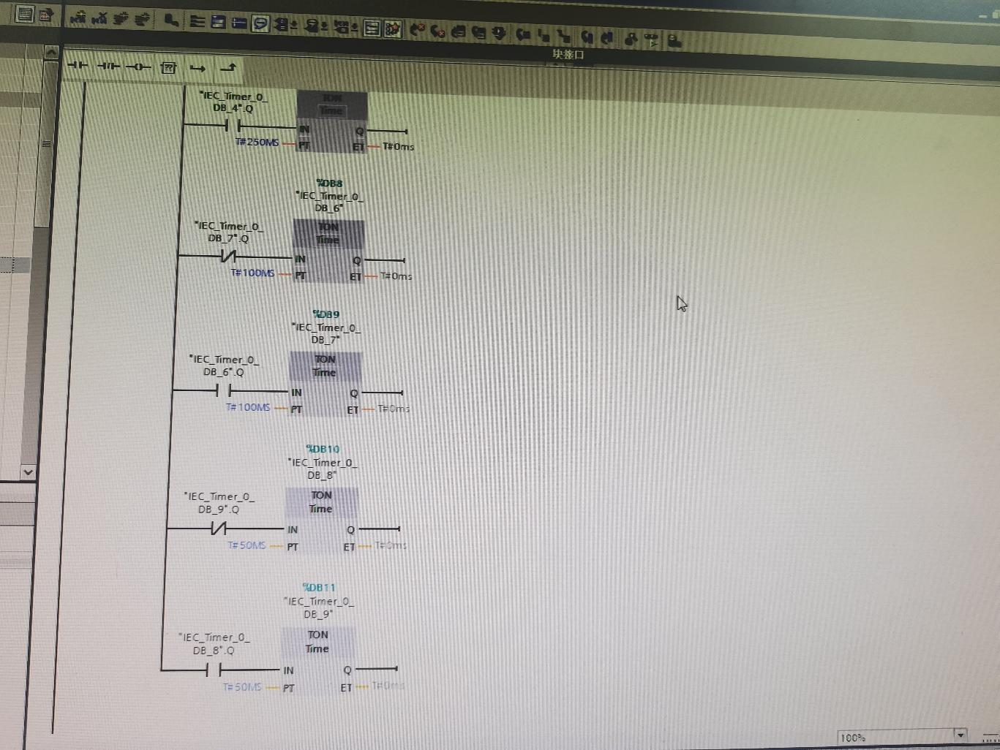 块接口
"IEC_Timer_0_
DB_4".Q
TON
Time
IN
Q
T#250MS
PT
ET
T#0ms
%DB8
"IEC_Timer_0_
DB_6"
"IEC_Timer_0_
DB_7".Q
TON
Time
IN
Q
T#100MS
PT
ET
T#0ms
%DB9
"IEC_Timer_0_
DB_7"
"IEC_Timer_0_
DB_6".Q
TON
Time
IN
Q
T#100MS
PT
ET
T#0ms
%DB10
"IEC_Timer_0_
DB_8"
"IEC_Timer_0_
DB_9".Q
TON
Time
IN
Q
T#50MS
PT
ET
T#0ms
%DB11
"IEC_Timer_0_
DB_9"
"IEC_Timer_0_
DB_8".Q
TON
Time
IN
Q
T#50MS
PT
ET
T#0ms
100%